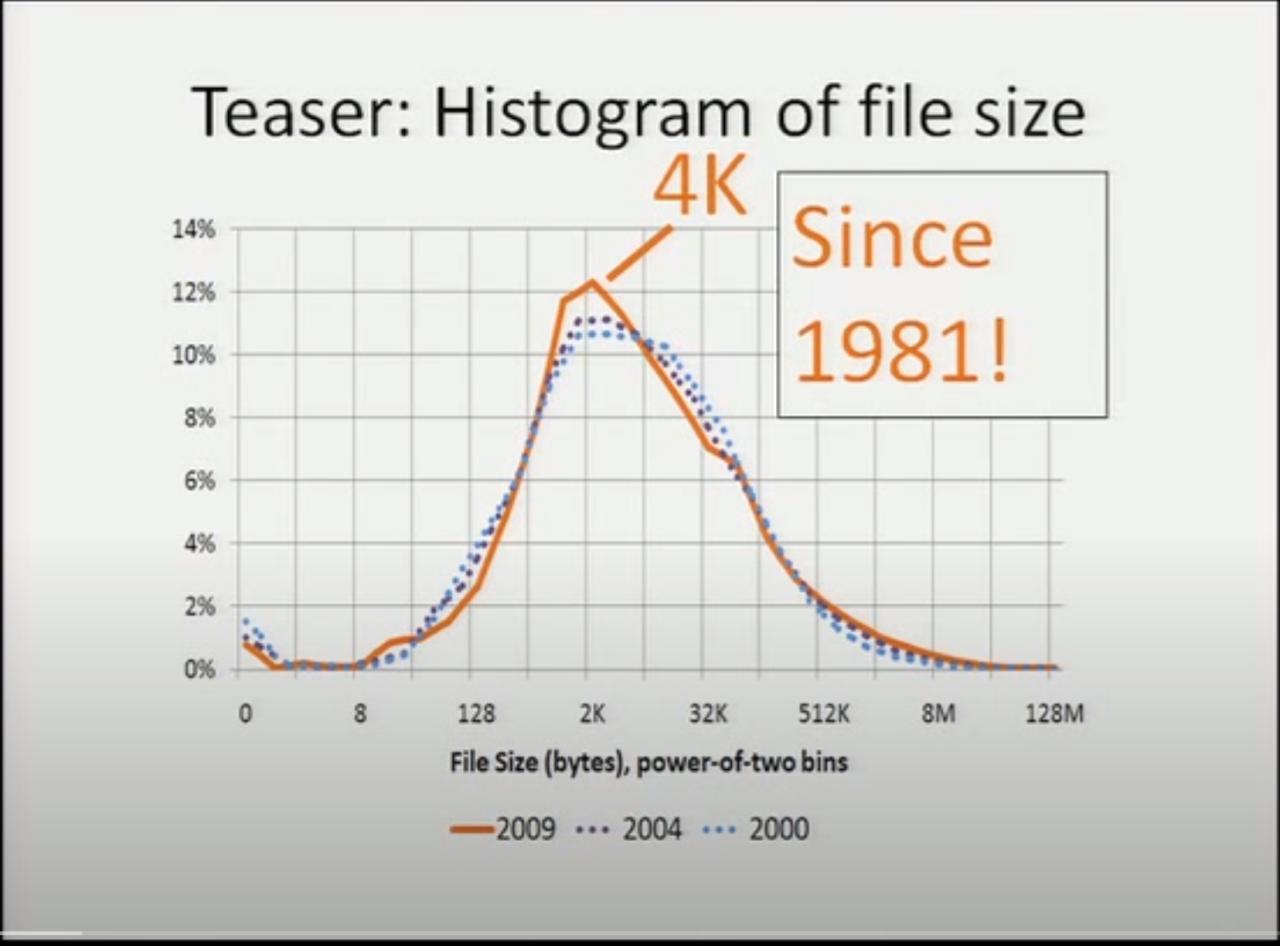 Teaser: Histogram of file size
4K
Since
1981!
14%
12%
10%
8%
6%
4%
2%
0%
0 8 128 2K 32K 512K 8M 128M
File Size (bytes), power-of-two bins
2009 2004 2000